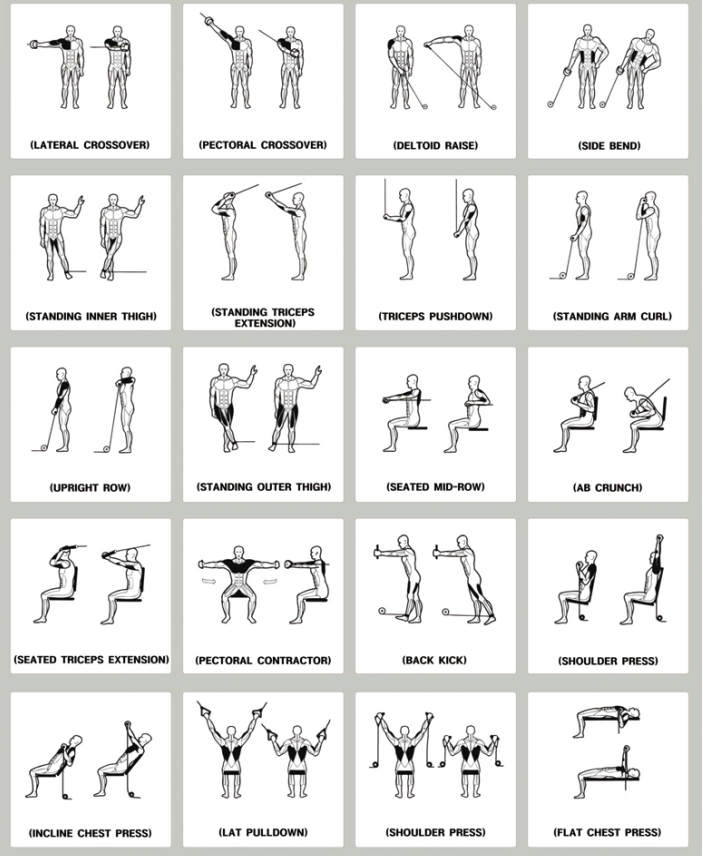 (LATERAL CROSSOVER)
(PECTORAL CROSSOVER)
(DELTOID RAISE)
(SIDE BEND)
(STANDING INNER THIGH)
(STANDING TRICEPS
EXTENSION)
(TRICEPS PUSHDOWN)
(STANDING ARM CURL)
(UPRIGHT ROW)
(STANDING OUTER THIGH)
(SEATED MID-ROW)
(AB CRUNCH)
(SEATED TRICEPS EXTENSION)
(PECTORAL CONTRACTOR)
(BACK KICK)
(SHOULDER PRESS)
(INCLINE CHEST PRESS)
(LAT PULLDOWN)
(SHOULDER PRESS)
(FLAT CHEST PRESS)